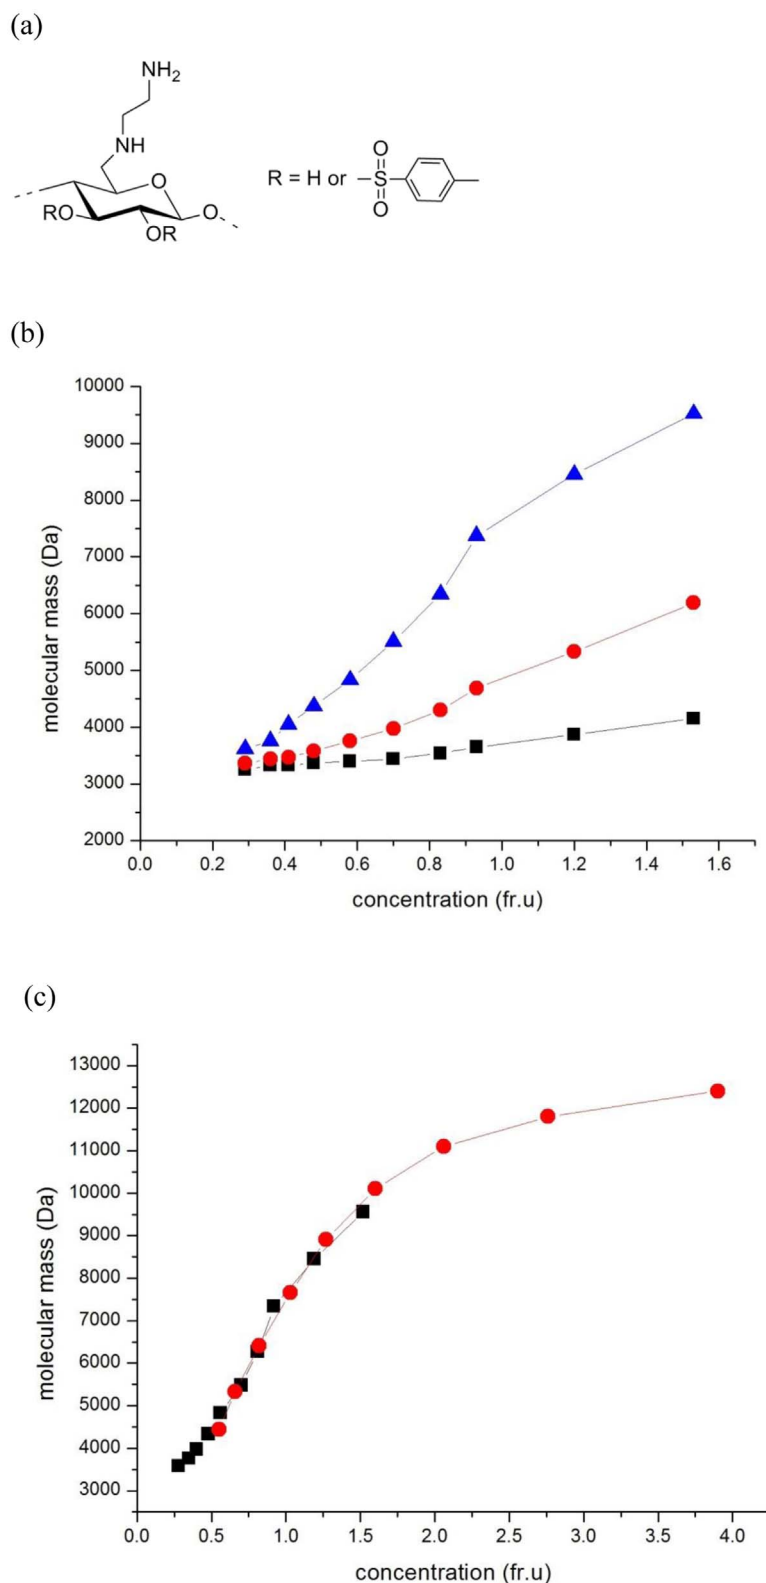 (a)
NH2
NH
O
RO
OR
O
R = H or
O
S
O
(b)
10000
9000
8000
7000
6000
5000
4000
3000
2000
molecular mass (Da)
0.0 0.2 0.4 0.6 0.8 1.0 1.2 1.4 1.6
concentration (fr.u)
(c)
13000
12000
11000
10000
9000
8000
7000
6000
5000
4000
3000
molecular mass (Da)
0.0 0.5 1.0 1.5 2.0 2.5 3.0 3.5 4.0
concentration (fr.u)